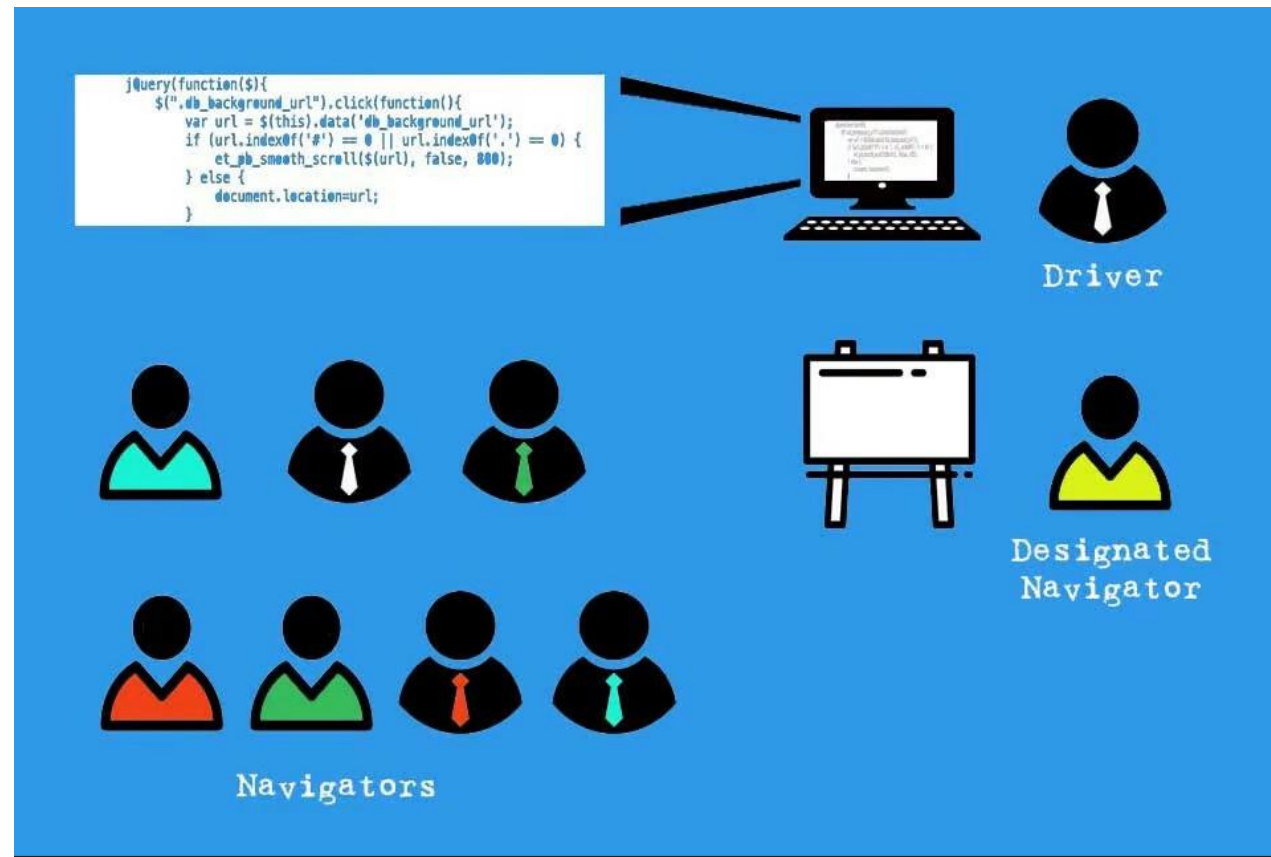 jQuery(function($){
$(".db_background_url").click(function(){
var url = $(this).data('db_background_url');
if (url.indexOf('#') == 0 || url.indexOf('.') == 0) {
et_pb_smooth_scroll($(url), false, 800);
} else {
document.location=url;
}
Driver
Designated
Navigator
Navigators